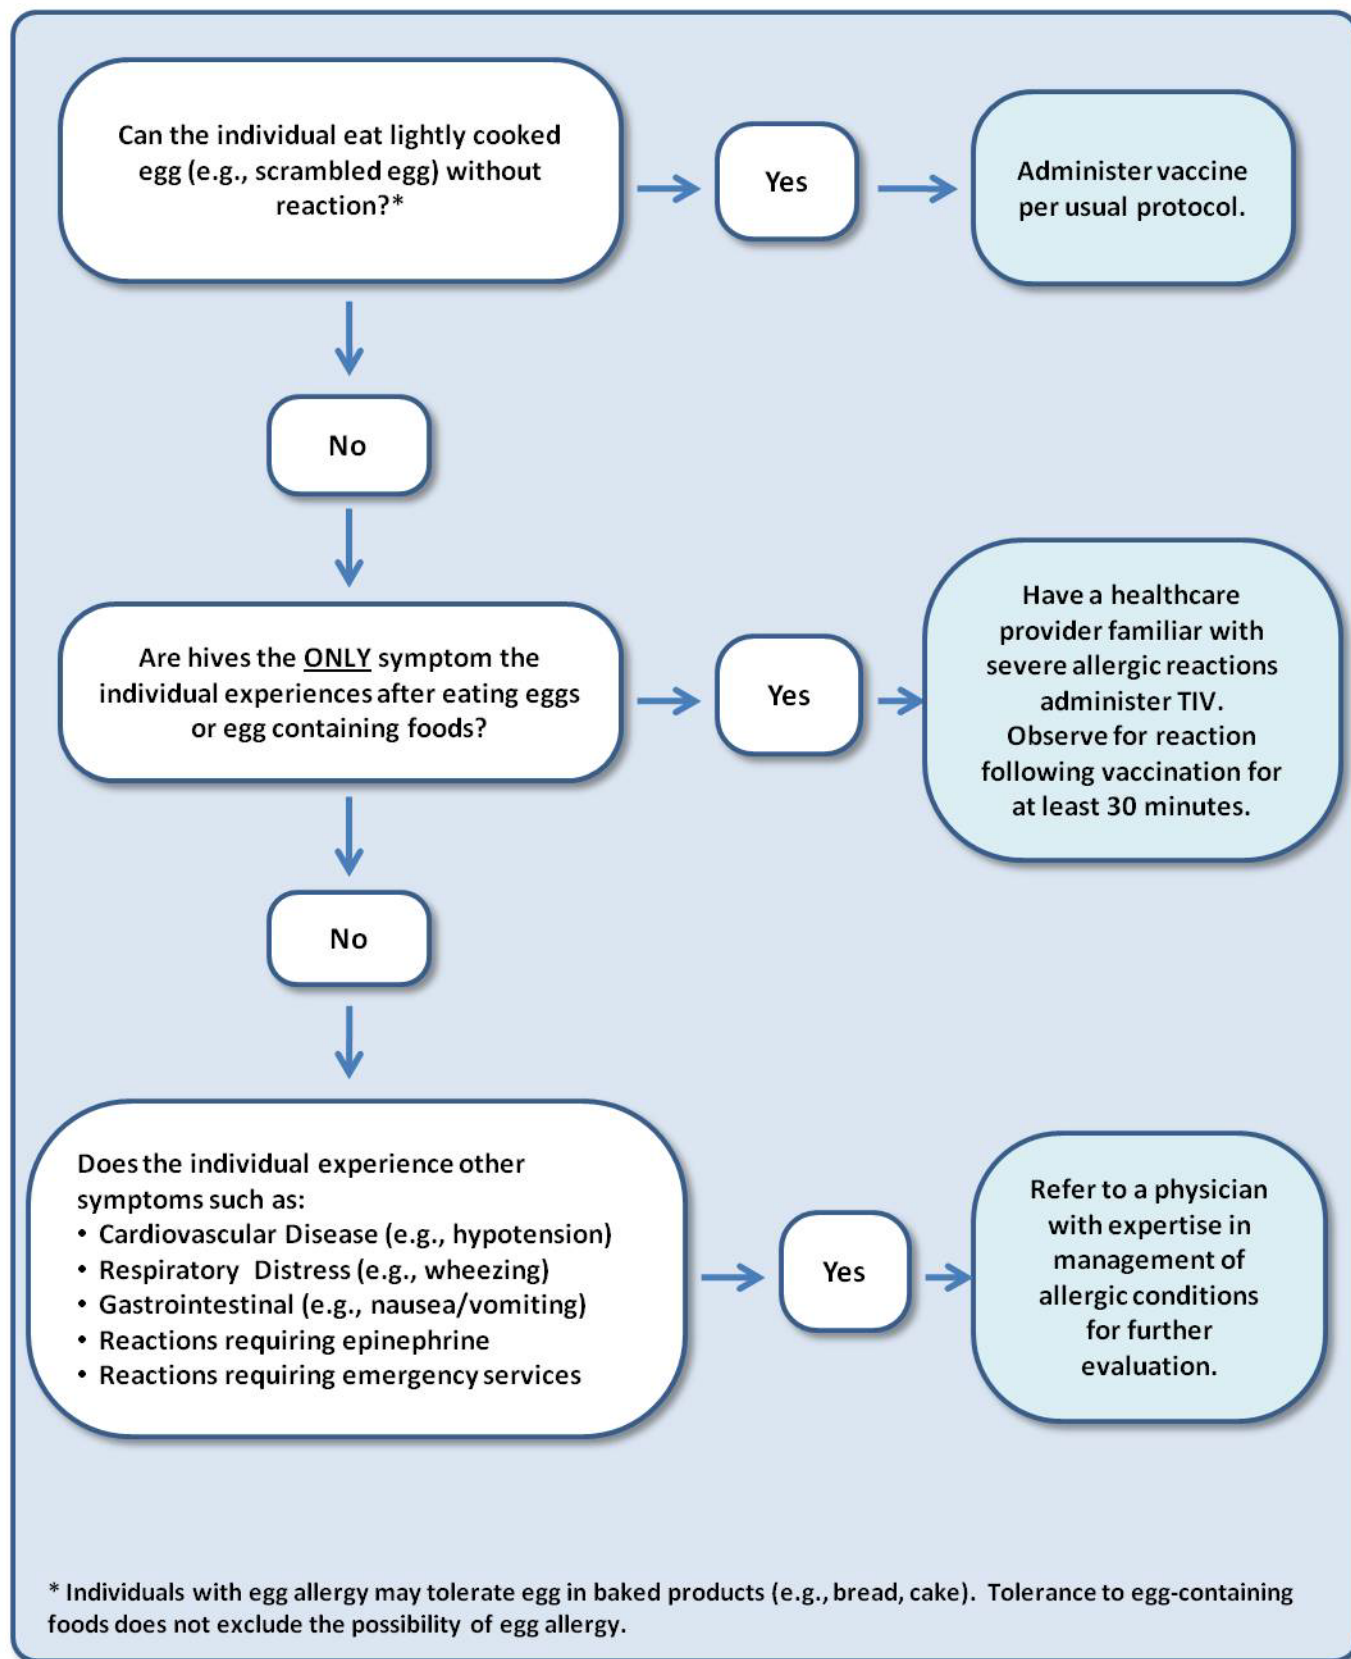 Can the individual eat lightly cooked
egg (e.g., scrambled egg) without
reaction?*
Yes
Administer vaccine
per usual protocol.
No
Are hives the ONLY symptom the
individual experiences after eating eggs
or egg containing foods?
Yes
Have a healthcare
provider familiar with
severe allergic reactions
administer TIV.
Observe for reaction
following vaccination for
at least 30 minutes.
No
Does the individual experience other
symptoms such as:
• Cardiovascular Disease (e.g., hypotension)
• Respiratory Distress (e.g., wheezing)
• Gastrointestinal (e.g., nausea/vomiting)
• Reactions requiring epinephrine
• Reactions requiring emergency services
Yes
Refer to a physician
with expertise in
management of
allergic conditions
for further
evaluation.
* Individuals with egg allergy may tolerate egg in baked products (e.g., bread, cake). Tolerance to egg-containing
foods does not exclude the possibility of egg allergy.